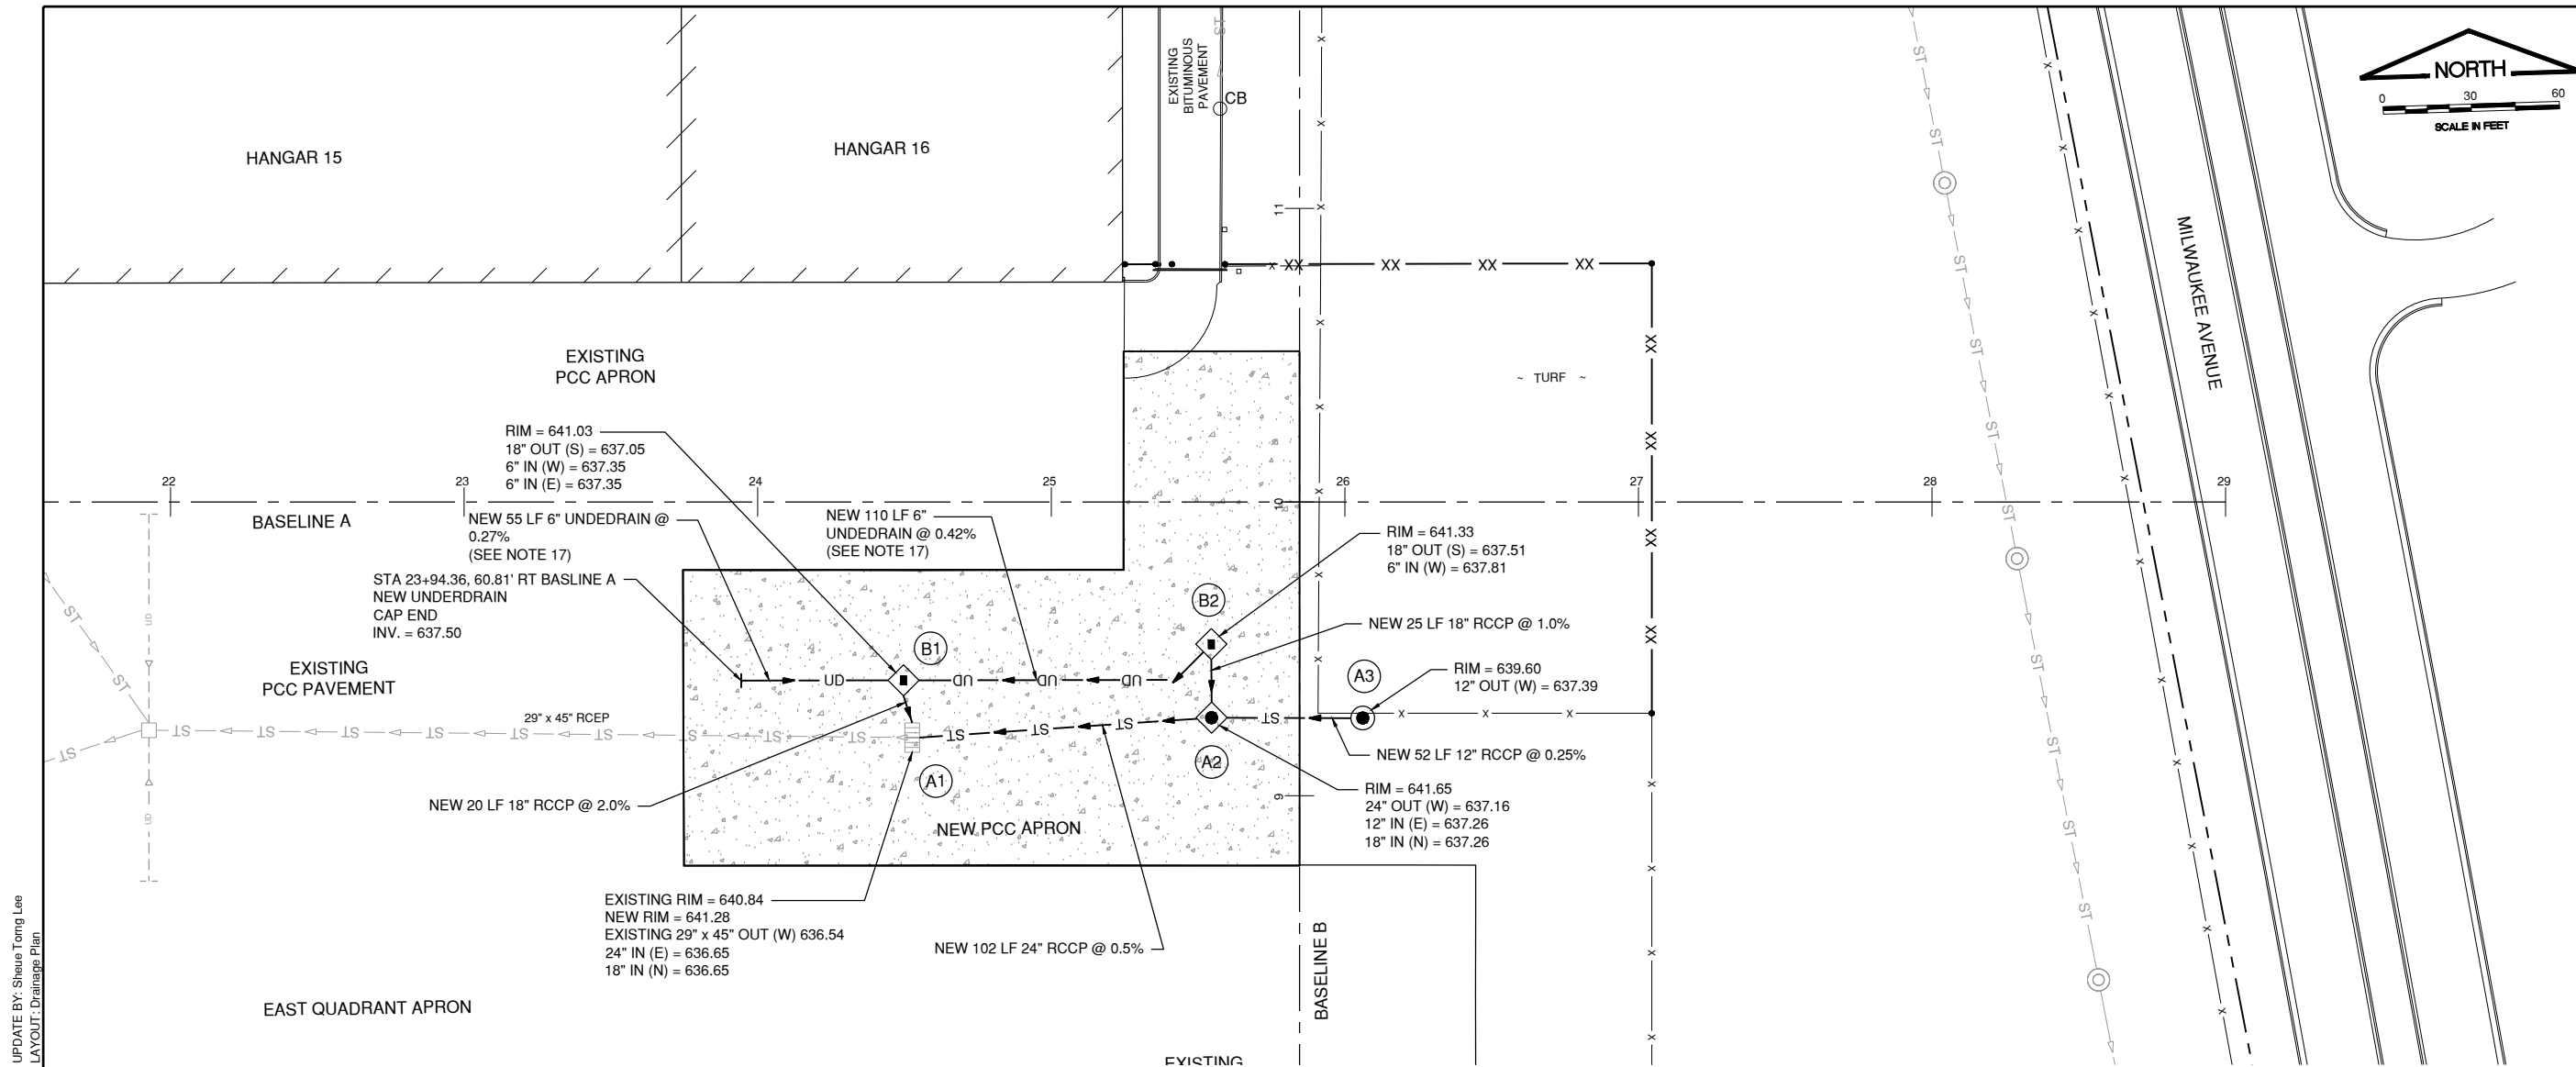 EXISTING
BITUMINOUS
PAVEMENT
ST
CB
NORTH
0 30 60
SCALE IN FEET
HANGAR 15
HANGAR 16
11
XX XX XX XX
MILWAUKEE AVENUE
EXISTING
PCC APRON
~ TURF ~
RIM = 641.03
18" OUT (S) = 637.05
6" IN (W) = 637.35
6" IN (E) = 637.35
22 23 24 25 26 27 28 29
BASELINE A
10
NEW 55 LF 6" UNDEDRAIN @
0.27%
(SEE NOTE 17)
NEW 110 LF 6"
UNDEDRAIN @ 0.42%
(SEE NOTE 17)
RIM = 641.33
18" OUT (S) = 637.51
6" IN (W) = 637.81
STA 23+94.36, 60.81' RT BASLINE A
NEW UNDERDRAIN
CAP END
INV. = 637.50
B2
NEW 25 LF 18" RCCP @ 1.0%
B1
EXISTING
PCC PAVEMENT
RIM = 639.60
12" OUT (W) = 637.39
A3
UD UD UD UD
29" x 45" RCEP
ST ST ST ST ST ST ST ST ST ST ST ST ST
NEW 52 LF 12" RCCP @ 0.25%
A2
A1
NEW 20 LF 18" RCCP @ 2.0%
RIM = 641.65
24" OUT (W) = 637.16
12" IN (E) = 637.26
18" IN (N) = 637.26
9
NEW PCC APRON
EXISTING RIM = 640.84
NEW RIM = 641.28
EXISTING 29" x 45" OUT (W) 636.54
24" IN (E) = 636.65
18" IN (N) = 636.65
NEW 102 LF 24" RCCP @ 0.5%
BASELINE B
EAST QUADRANT APRON
EXISTING
UPDATE BY: Sheue Torng Lee
LAYOUT: Drainage Plan